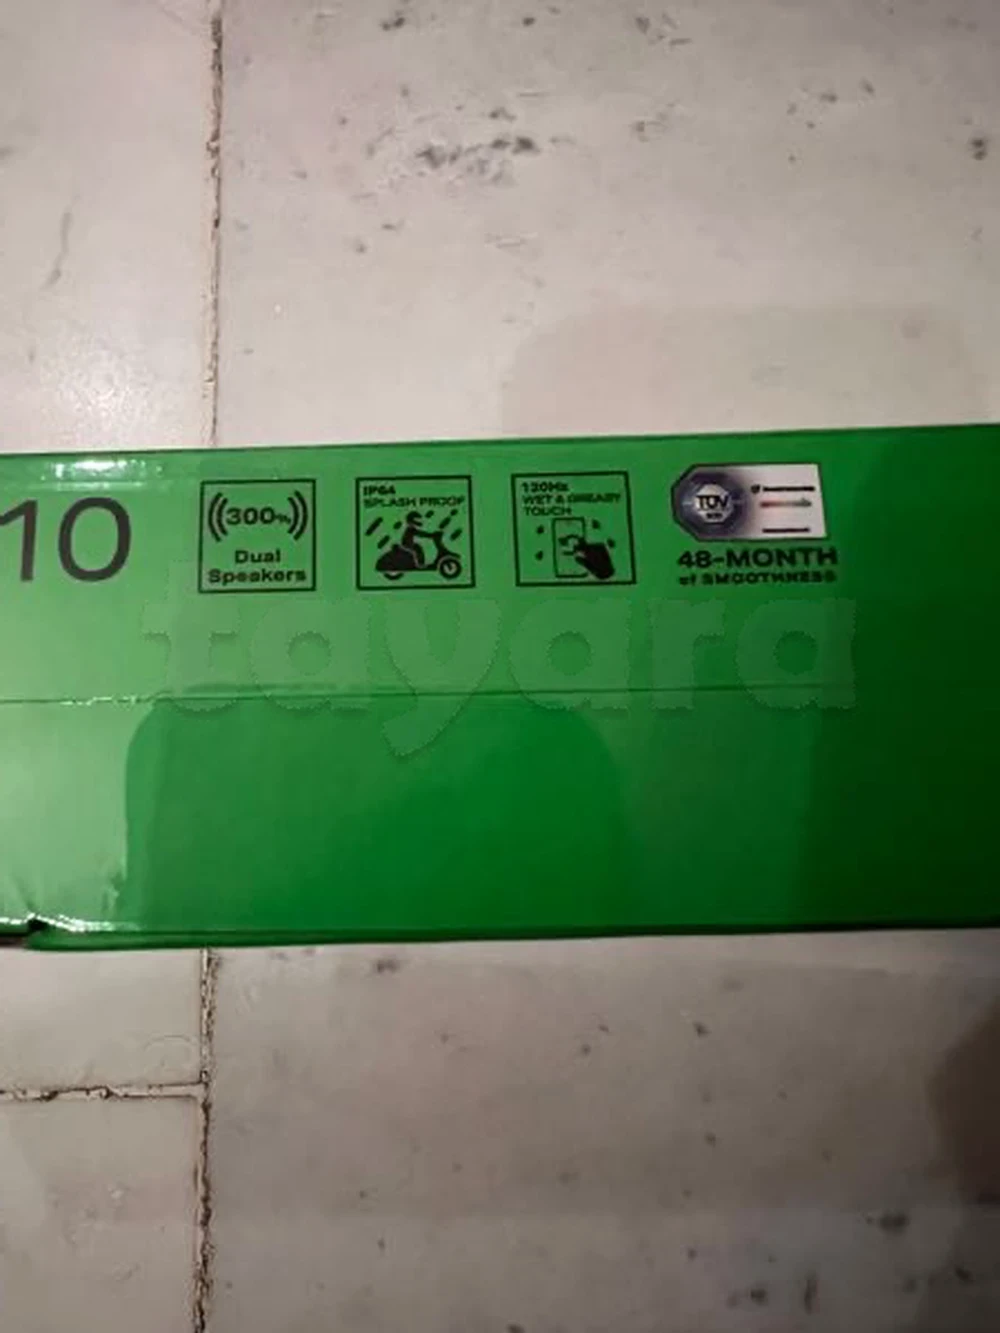 10
300%
Dual
Speakers
IP64
SPLASH PROOF
120Hz
WET & GREASY
TOUCH
TÜV
48-MONTH
of SMOOTHNESS
tayara